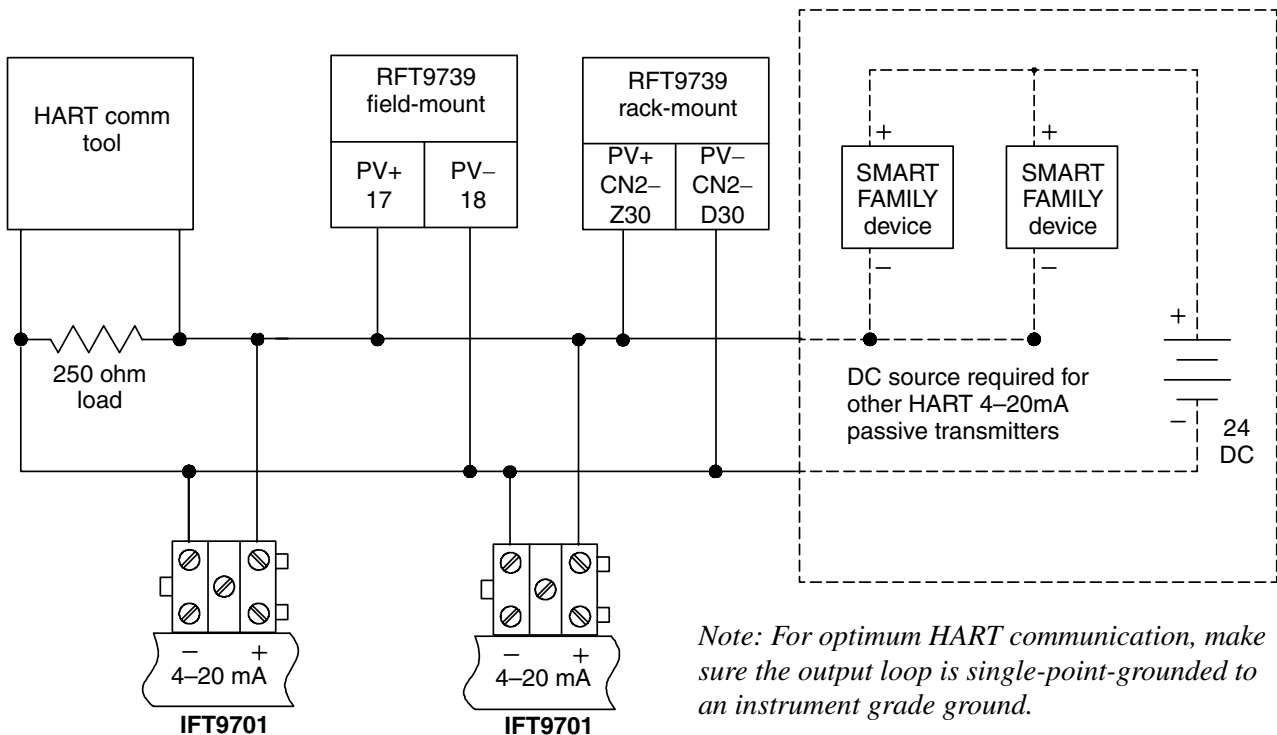 HART comm
tool
RFT9739
field-mount
PV+
17
PV–
18
RFT9739
rack-mount
PV+
CN2–
Z30
PV–
CN2–
D30
+
SMART
FAMILY
device
–
+
SMART
FAMILY
device
–
250 ohm
load
DC source required for
other HART 4–20mA
passive transmitters
+
–
24
DC
– +
4–20 mA
IFT9701
– +
4–20 mA
IFT9701
Note: For optimum HART communication, make
sure the output loop is single-point-grounded to
an instrument grade ground.